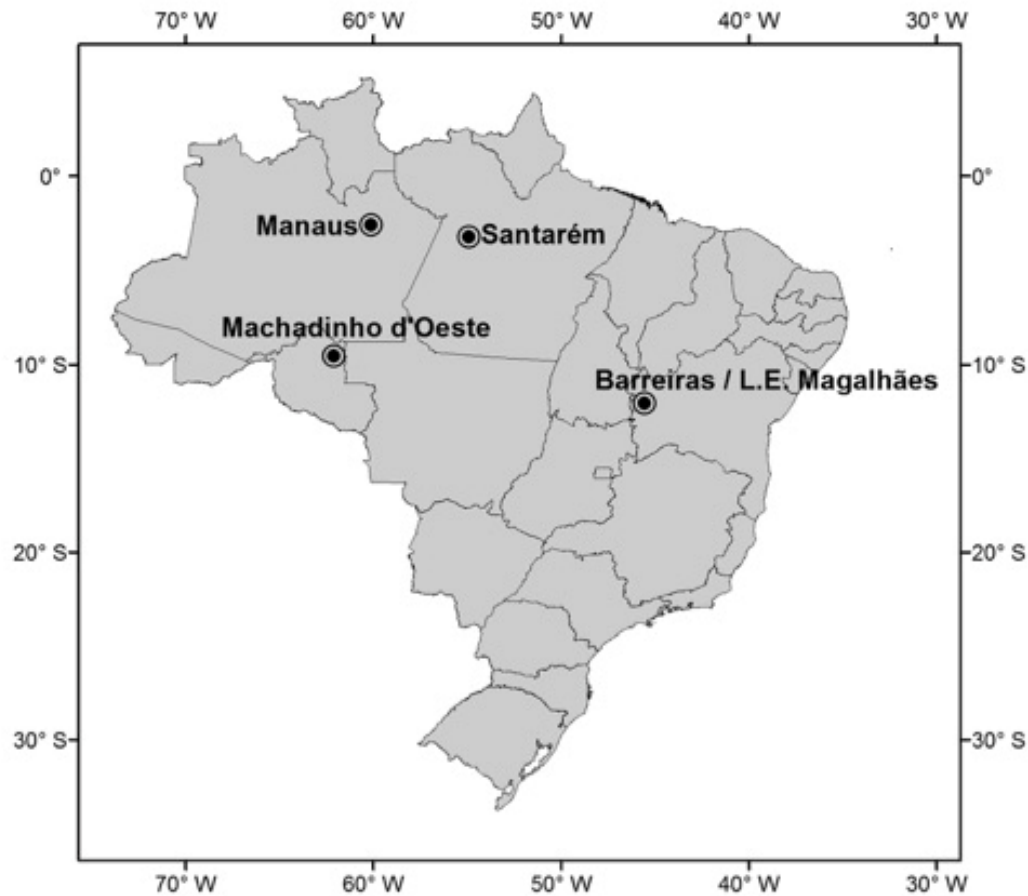 70° W 60° W 50° W 40° W 30° W
0° 0°
Manaus
Santarém
Machadinho d'Oeste
10° S 10° S
Barreiras / L.E. Magalhães
20° S 20° S
30° S 30° S
70° W 60° W 50° W 40° W 30° W